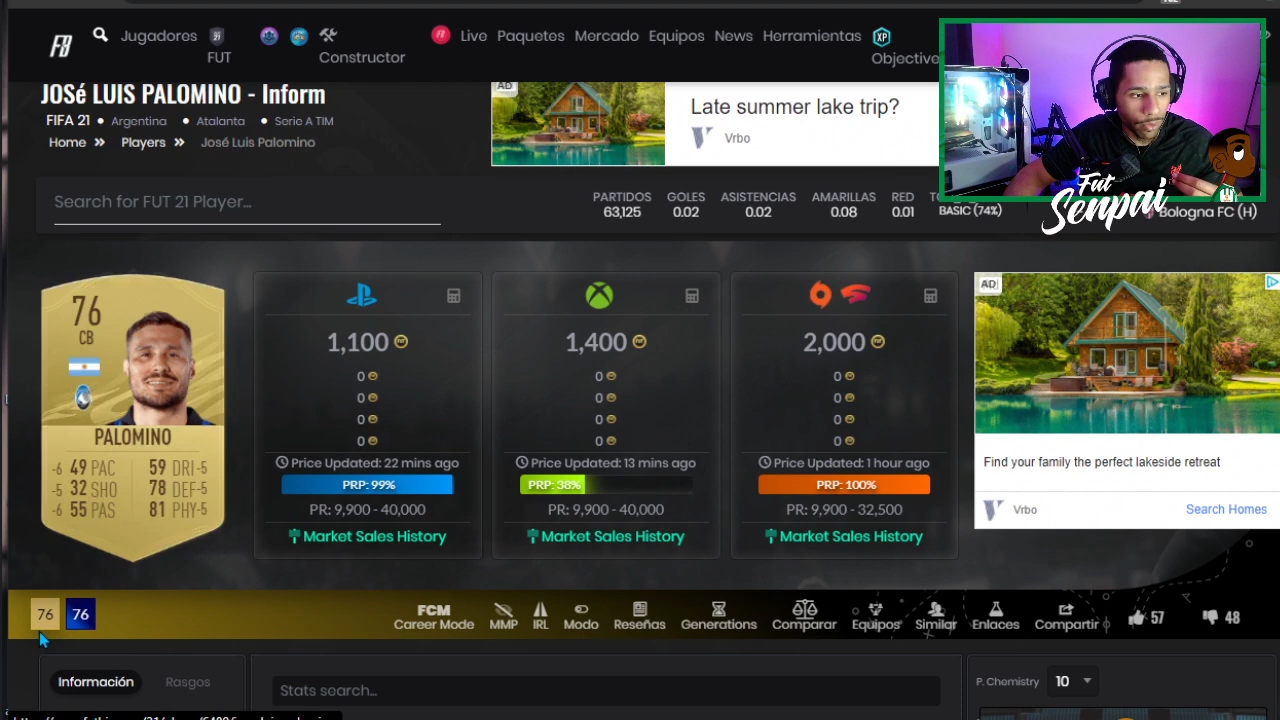 Jugadores
FUT
Constructor
Live
Paquetes
Mercado
Equipos
News
Herramientas
XP
Objective
JOSé LUIS PALOMINO - Inform
FIFA 21 • Argentina • Atalanta • Serie A TIM
Home » Players » José Luis Palomino
AD
Late summer lake trip?
Vrbo
Fut
Senpai
Search for FUT 21 Player...
PARTIDOS
63,125
GOLES
0.02
ASISTENCIAS
0.02
AMARILLAS
0.08
RED
0.01
BASIC (74%)
Bologna FC (H)
76
CB
PALOMINO
-6 49 PAC 59 DRI -5
-5 32 SHO 78 DEF -5
-6 55 PAS 81 PHY -5
1,100
0
0
0
0
Price Updated: 22 mins ago
PRP: 99%
PR: 9,900 - 40,000
Market Sales History
1,400
0
0
0
0
Price Updated: 13 mins ago
PRP: 38%
PR: 9,900 - 40,000
Market Sales History
2,000
0
0
0
0
Price Updated: 1 hour ago
PRP: 100%
PR: 9,900 - 32,500
Market Sales History
AD
Find your family the perfect lakeside retreat
Vrbo
Search Homes
76 76
FCM
Career Mode
MMP
IRL
Modo
Reseñas
Generations
Comparar
Equipos
Similar
Enlaces
Compartir
57
48
Información
Rasgos
Stats search...
P. Chemistry
10